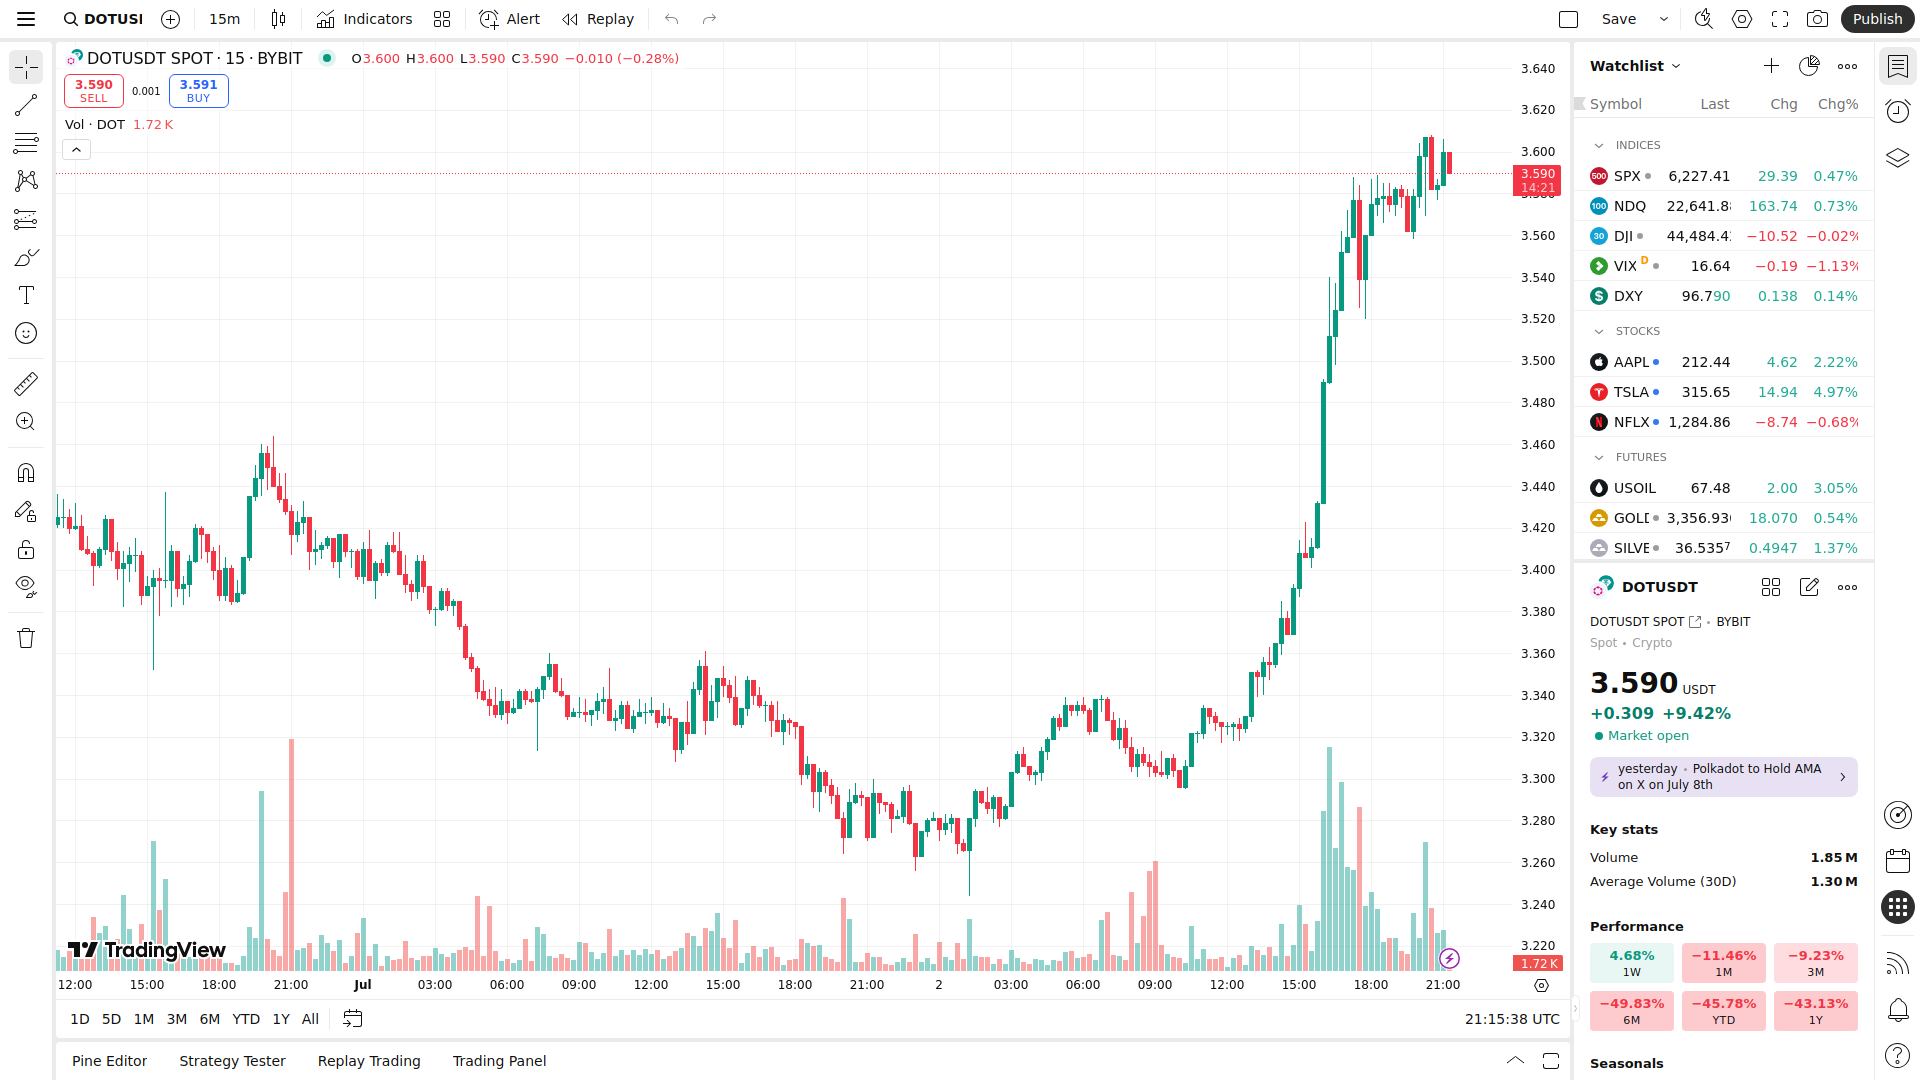 DOTUSI
15m
Indicators
Alert
Replay
Save
Publish
DOTUSDT SPOT · 15 · BYBIT
O3.600 H3.600 L3.590 C3.590 −0.010 (−0.28%)
3.590
SELL
0.001
3.591
BUY
Vol · DOT 1.72 K
3.640
3.620
3.600
3.590
14:21
3.560
3.540
3.520
3.500
3.480
3.460
3.440
3.420
3.400
3.380
3.360
3.340
3.320
3.300
3.280
3.260
3.240
3.220
1.72 K
TradingView
12:00 15:00 18:00 21:00 Jul 03:00 06:00 09:00 12:00 15:00 18:00 21:00 2 03:00 06:00 09:00 12:00 15:00 18:00 21:00
1D 5D 1M 3M 6M YTD 1Y All
21:15:38 UTC
Pine Editor Strategy Tester Replay Trading Trading Panel
Watchlist
Symbol Last Chg Chg%
INDICES
500 SPX 6,227.41 29.39 0.47%
100 NDQ 22,641.8 163.74 0.73%
30 DJI 44,484.4 −10.52 −0.02%
VIX D 16.64 −0.19 −1.13%
DXY 96.790 0.138 0.14%
STOCKS
AAPL 212.44 4.62 2.22%
TSLA 315.65 14.94 4.97%
NFLX 1,284.86 −8.74 −0.68%
FUTURES
USOIL 67.48 2.00 3.05%
GOLD 3,356.930 18.070 0.54%
SILVE 36.5357 0.4947 1.37%
DOTUSDT
DOTUSDT SPOT • BYBIT
Spot • Crypto
3.590 USDT
+0.309 +9.42%
Market open
yesterday • Polkadot to Hold AMA
on X on July 8th
Key stats
Volume 1.85 M
Average Volume (30D) 1.30 M
Performance
4.68% −11.46% −9.23%
1W 1M 3M
−49.83% −45.78% −43.13%
6M YTD 1Y
Seasonals